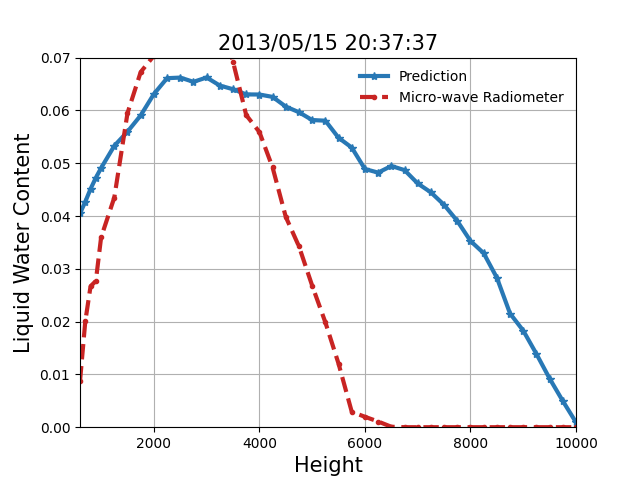 2013/05/15 20:37:37
Prediction
Micro-wave Radiometer
Liquid Water Content
0.07
0.06
0.05
0.04
0.03
0.02
0.01
0.00
2000 4000 6000 8000 10000
Height